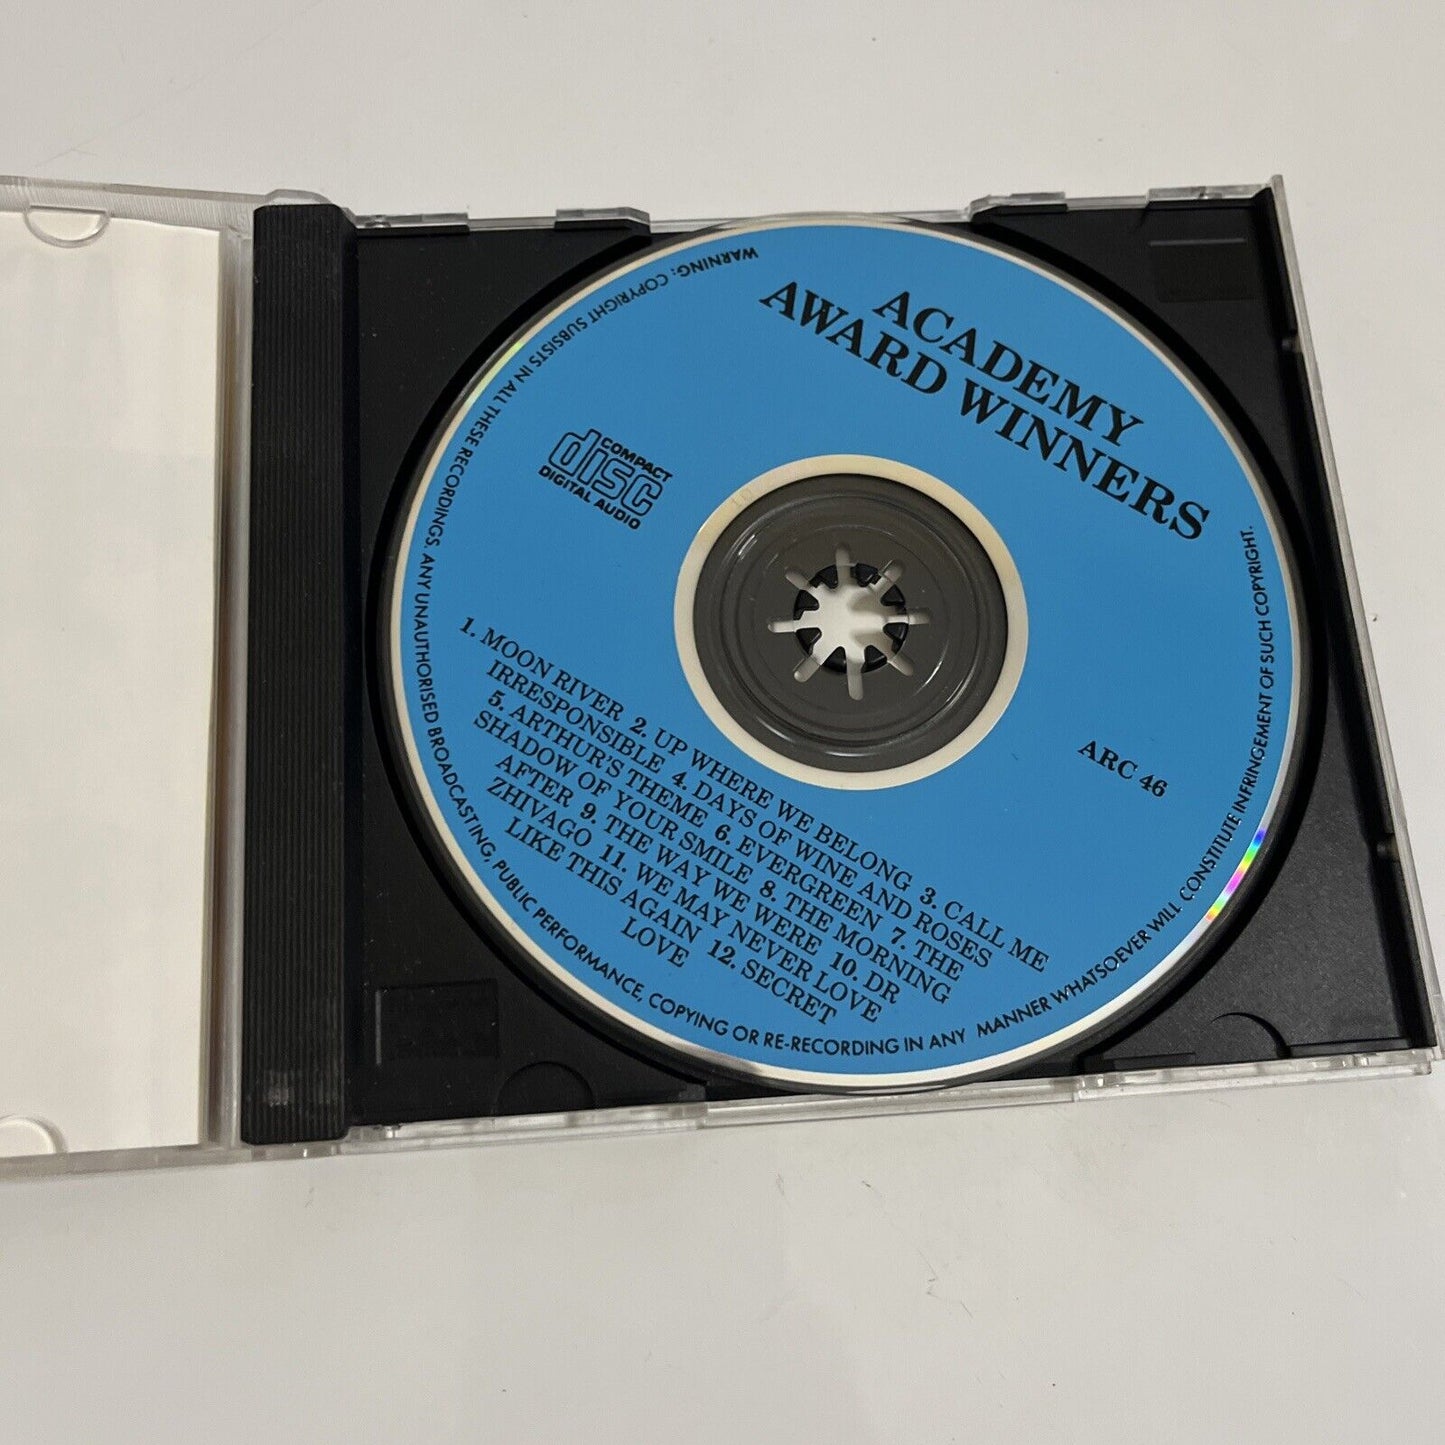 ACADEMY
AWARD WINNERS
COMPACT
disc
DIGITAL AUDIO
ARC 46
1. MOON RIVER 2. UP WHERE WE BELONG 3. CALL ME
IRRESPONSIBLE 4. DAYS OF WINE AND ROSES
5. ARTHUR'S THEME 6. EVERGREEN 7. THE
SHADOW OF YOUR SMILE 8. THE MORNING
AFTER 9. THE WAY WE WERE 10. DR
ZHIVAGO 11. WE MAY NEVER LOVE
LIKE THIS AGAIN 12. SECRET
LOVE
WARNING: COPYRIGHT SUBSISTS IN ALL THESE RECORDINGS. ANY UNAUTHORISED BROADCASTING, PUBLIC PERFORMANCE, COPYING OR RE-RECORDING IN ANY MANNER WHATSOEVER WILL CONSTITUTE INFRINGEMENT OF SUCH COPYRIGHT.